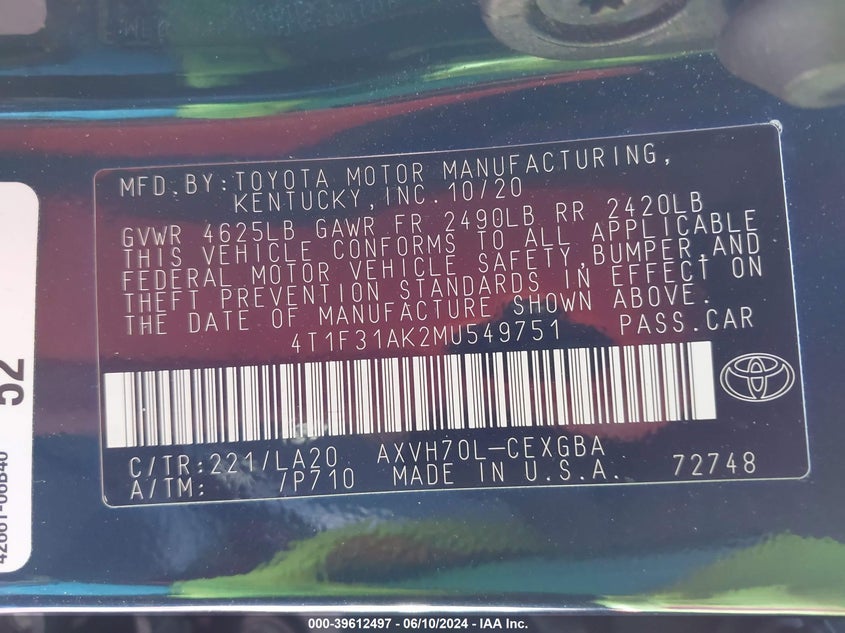 MFD. BY: TOYOTA MOTOR MANUFACTURING,
KENTUCKY, INC. 10/20
GVWR 4625LB GAWR FR 2490LB RR 2420LB
THIS VEHICLE CONFORMS TO ALL APPLICABLE
FEDERAL MOTOR VEHICLE SAFETY, BUMPER, AND
THEFT PREVENTION STANDARDS IN EFFECT ON
THE DATE OF MANUFACTURE SHOWN ABOVE.
4T1F31AK2MU549751 PASS. CAR
C/TR: 221/LA20 AXVH70L-CEXGBA
A/TM: /P710 MADE IN U.S.A. 72748
52
000-39612497 - 06/10/2024 - IAA Inc.